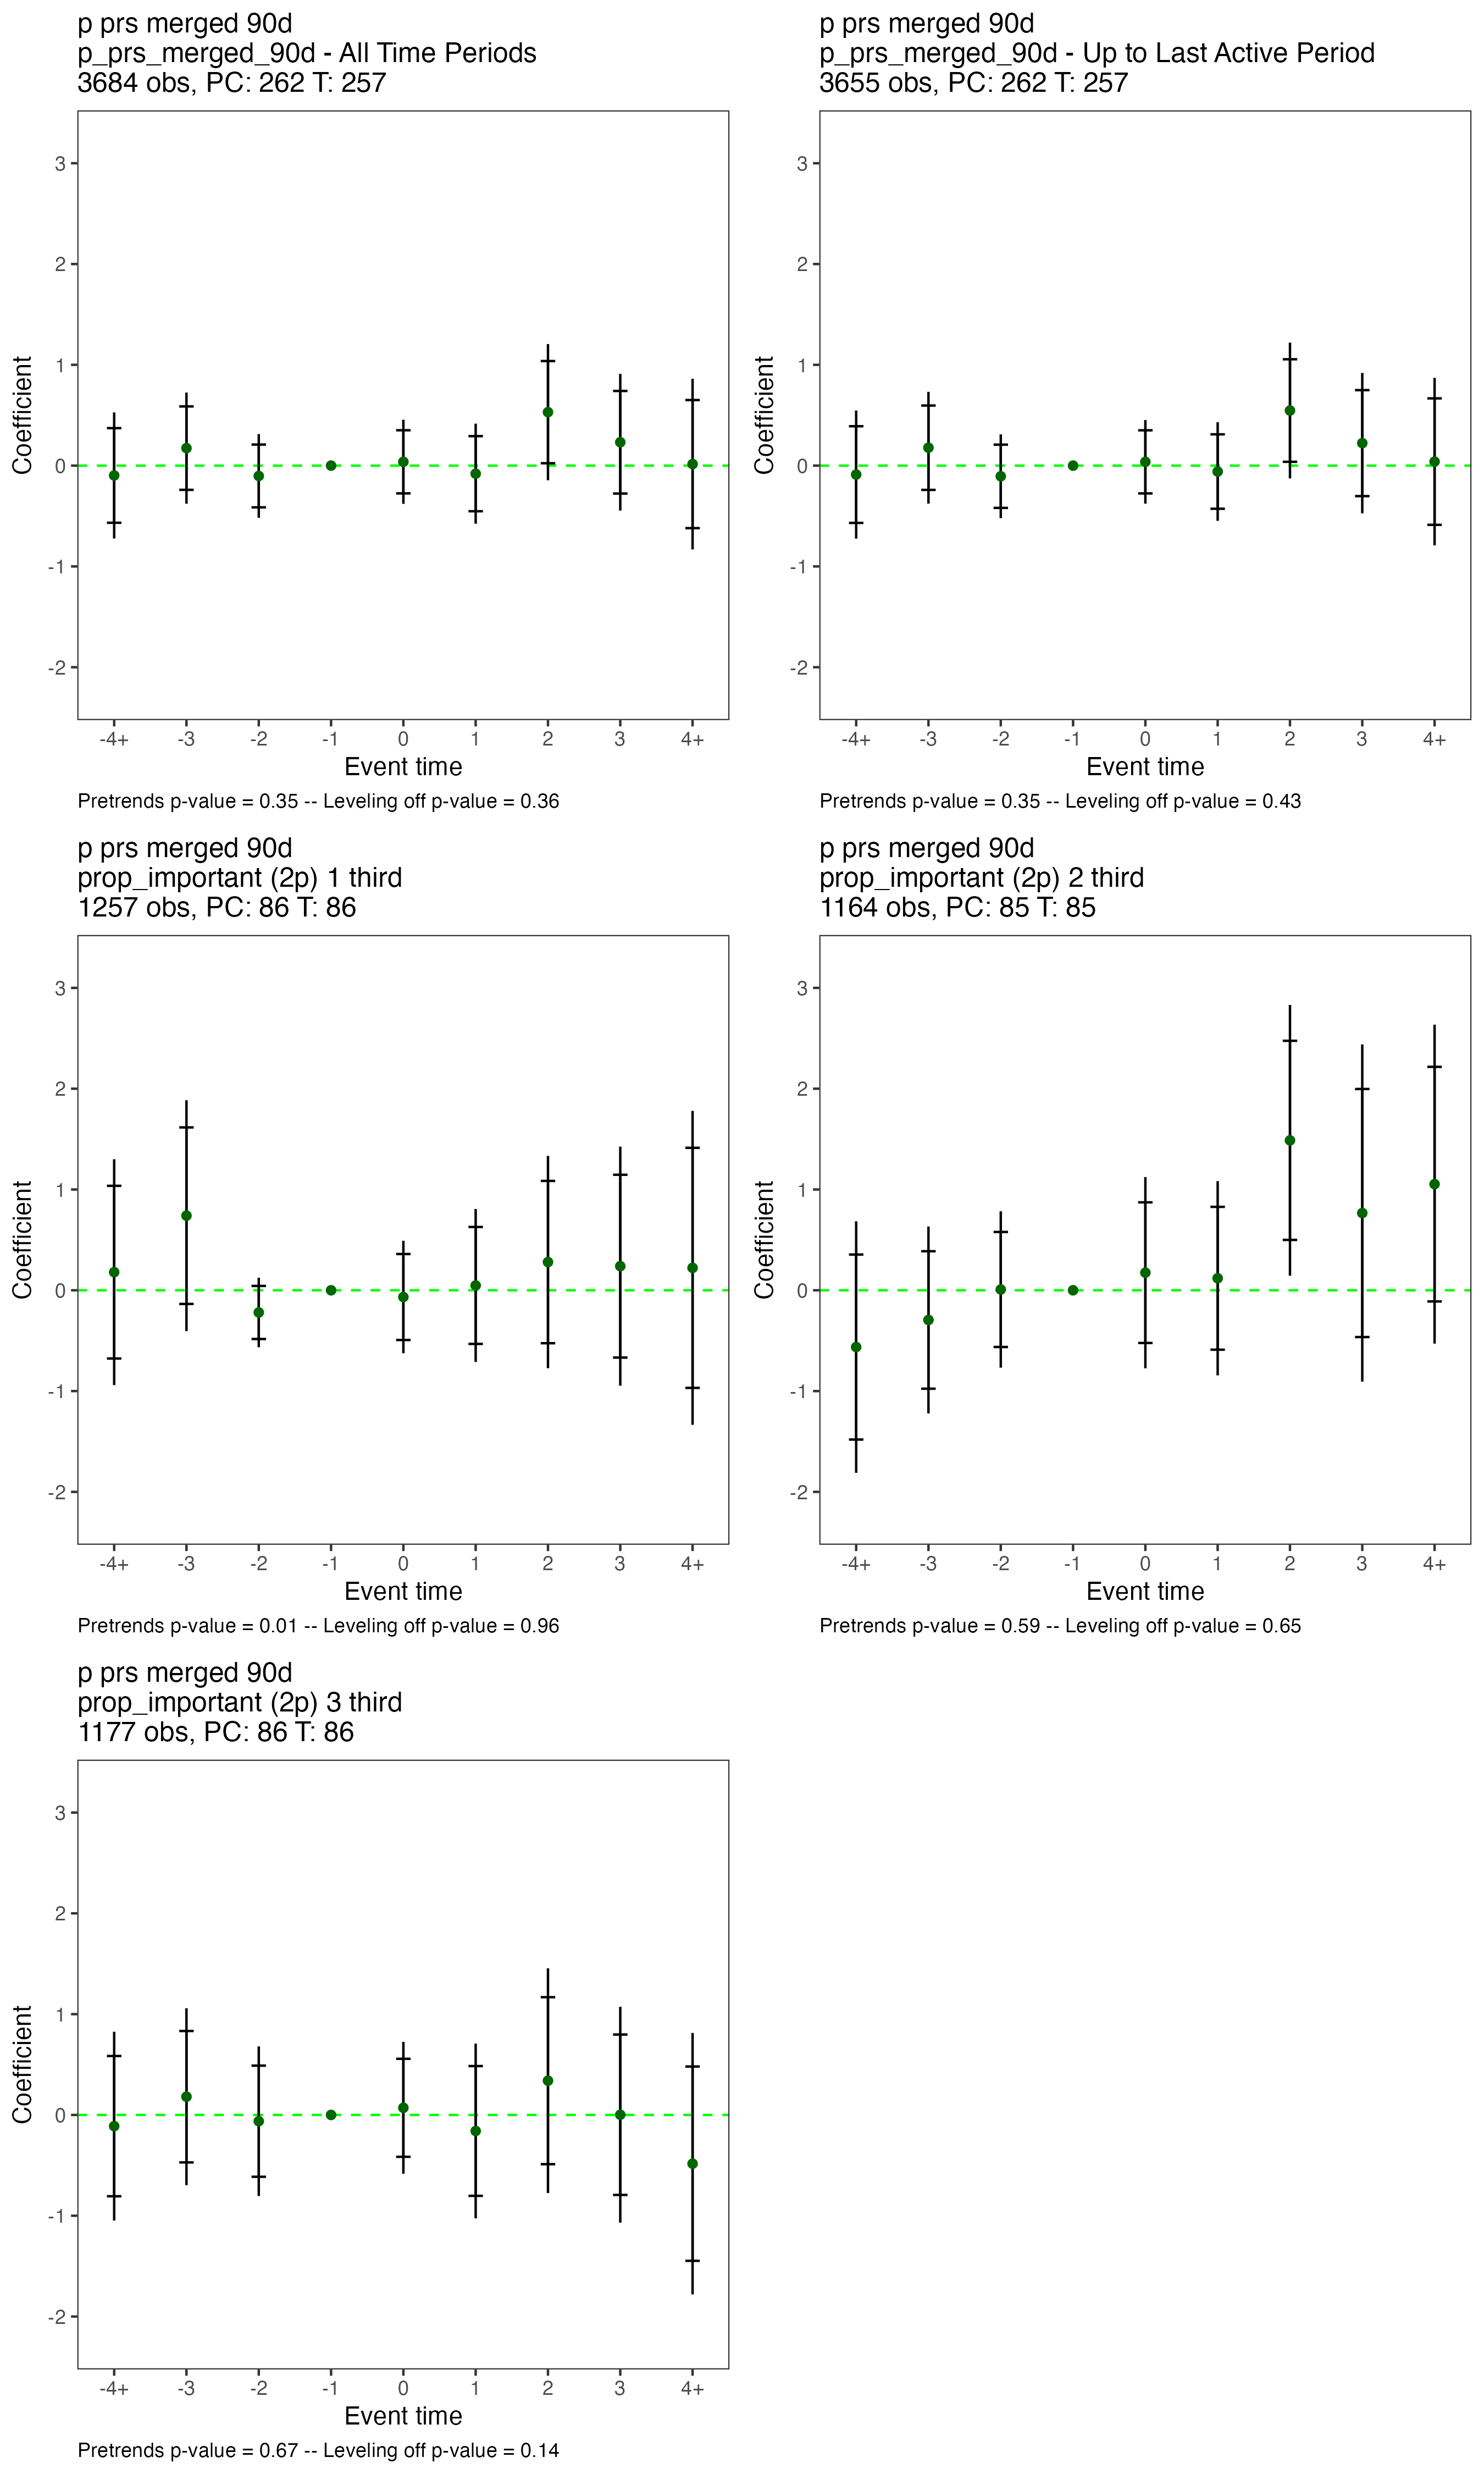 p prs merged 90d
p_prs_merged_90d - All Time Periods
3684 obs, PC: 262 T: 257
Coefficient
3
2
1
0
-1
-2
-4+ -3 -2 -1 0 1 2 3 4+
Event time
Pretrends p-value = 0.35 -- Leveling off p-value = 0.36
p prs merged 90d
p_prs_merged_90d - Up to Last Active Period
3655 obs, PC: 262 T: 257
Coefficient
3
2
1
0
-1
-2
-4+ -3 -2 -1 0 1 2 3 4+
Event time
Pretrends p-value = 0.35 -- Leveling off p-value = 0.43
p prs merged 90d
prop_important (2p) 1 third
1257 obs, PC: 86 T: 86
Coefficient
3
2
1
0
-1
-2
-4+ -3 -2 -1 0 1 2 3 4+
Event time
Pretrends p-value = 0.01 -- Leveling off p-value = 0.96
p prs merged 90d
prop_important (2p) 2 third
1164 obs, PC: 85 T: 85
Coefficient
3
2
1
0
-1
-2
-4+ -3 -2 -1 0 1 2 3 4+
Event time
Pretrends p-value = 0.59 -- Leveling off p-value = 0.65
p prs merged 90d
prop_important (2p) 3 third
1177 obs, PC: 86 T: 86
Coefficient
3
2
1
0
-1
-2
-4+ -3 -2 -1 0 1 2 3 4+
Event time
Pretrends p-value = 0.67 -- Leveling off p-value = 0.14